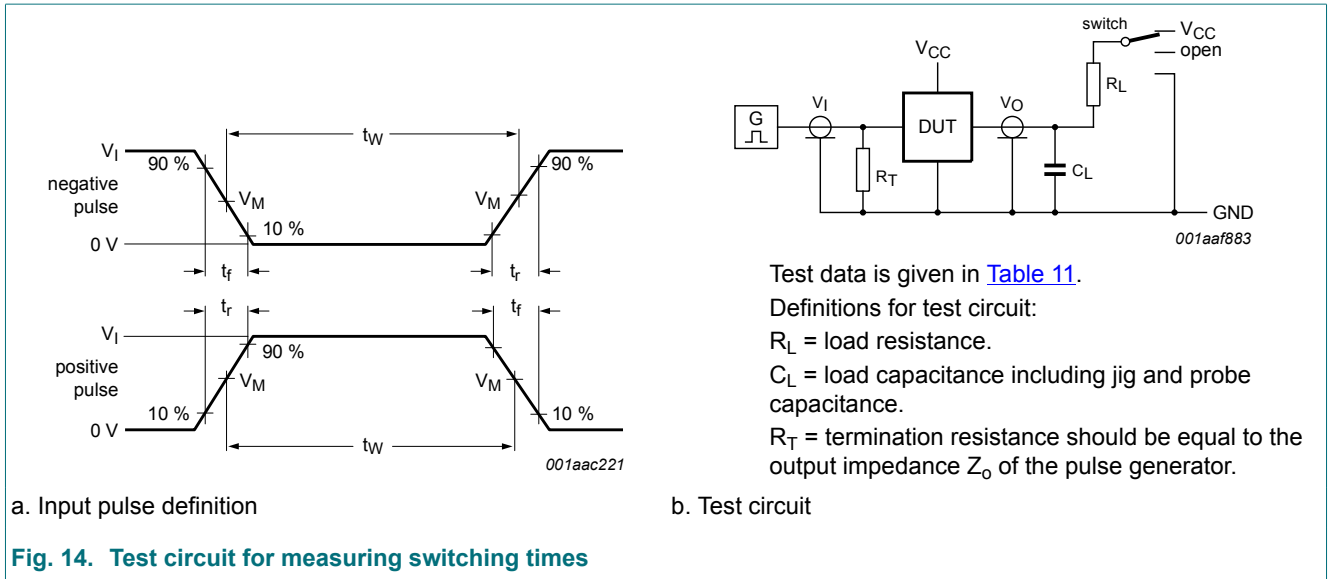 VI
90 %
tW
90 %
negative
pulse
VM
VM
10 %
0 V
tf
tr
tr
tf
VI
90 %
positive
pulse
VM
VM
10 %
10 %
0 V
tW
001aac221
a. Input pulse definition
switch
VCC
open
VCC
RL
G
VI
DUT
VO
RT
CL
GND
001aaf883
Test data is given in Table 11.
Definitions for test circuit:
RL = load resistance.
CL = load capacitance including jig and probe
capacitance.
RT = termination resistance should be equal to the
output impedance Zo of the pulse generator.
b. Test circuit
Fig. 14. Test circuit for measuring switching times